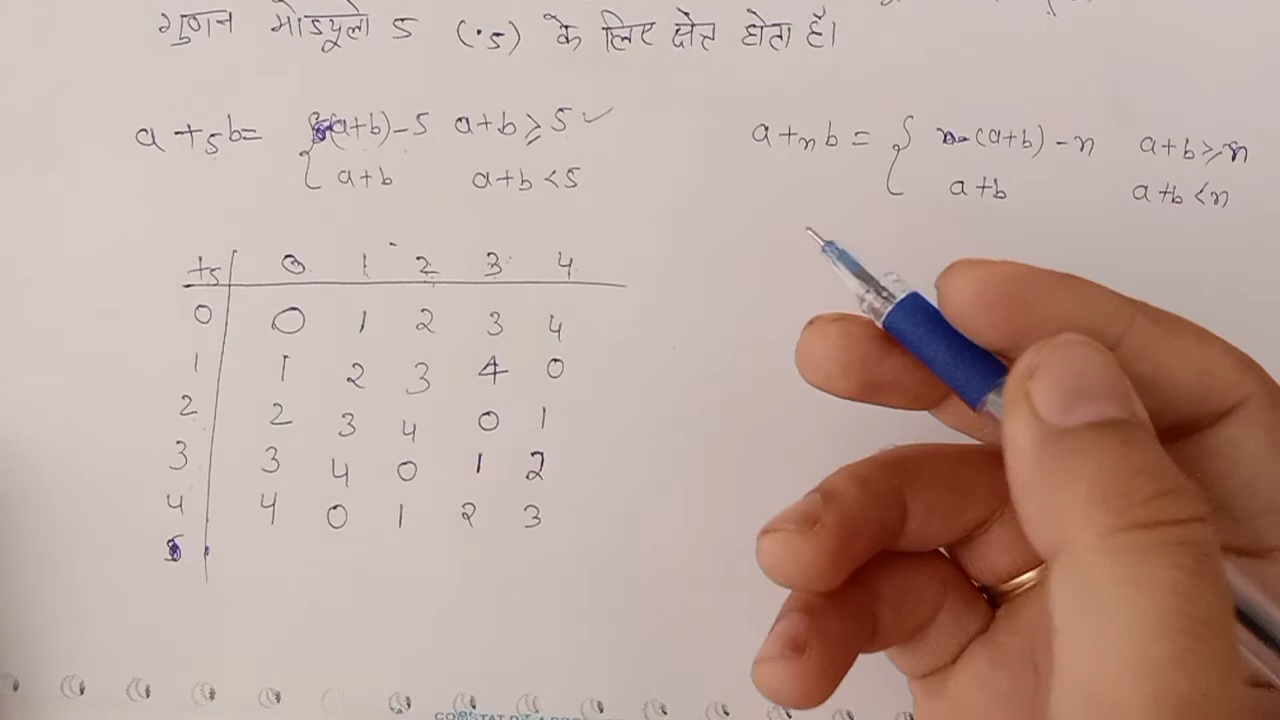 गुणन मोडयूलो 5 (·5) के लिए क्षेत्र होता है।
a +5 b = { (a+b) - 5 a+b ≥ 5 ✓
a+b a+b < 5
a +n b = { (a+b) - n a+b ≥ n
a+b a+b < n
+5 0 1 2 3 4
0 0 1 2 3 4
1 1 2 3 4 0
2 2 3 4 0 1
3 3 4 0 1 2
4 4 0 1 2 3